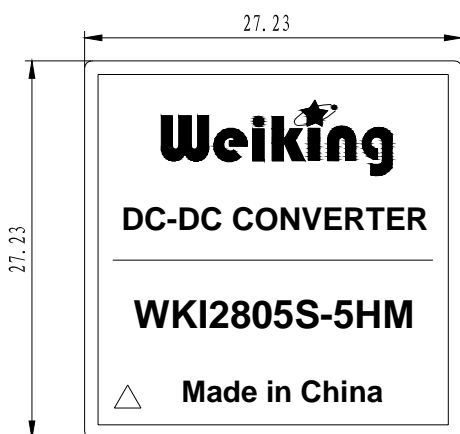 27.23
27.23
Weiking
DC-DC CONVERTER
WKI2805S-5HM
Made in China